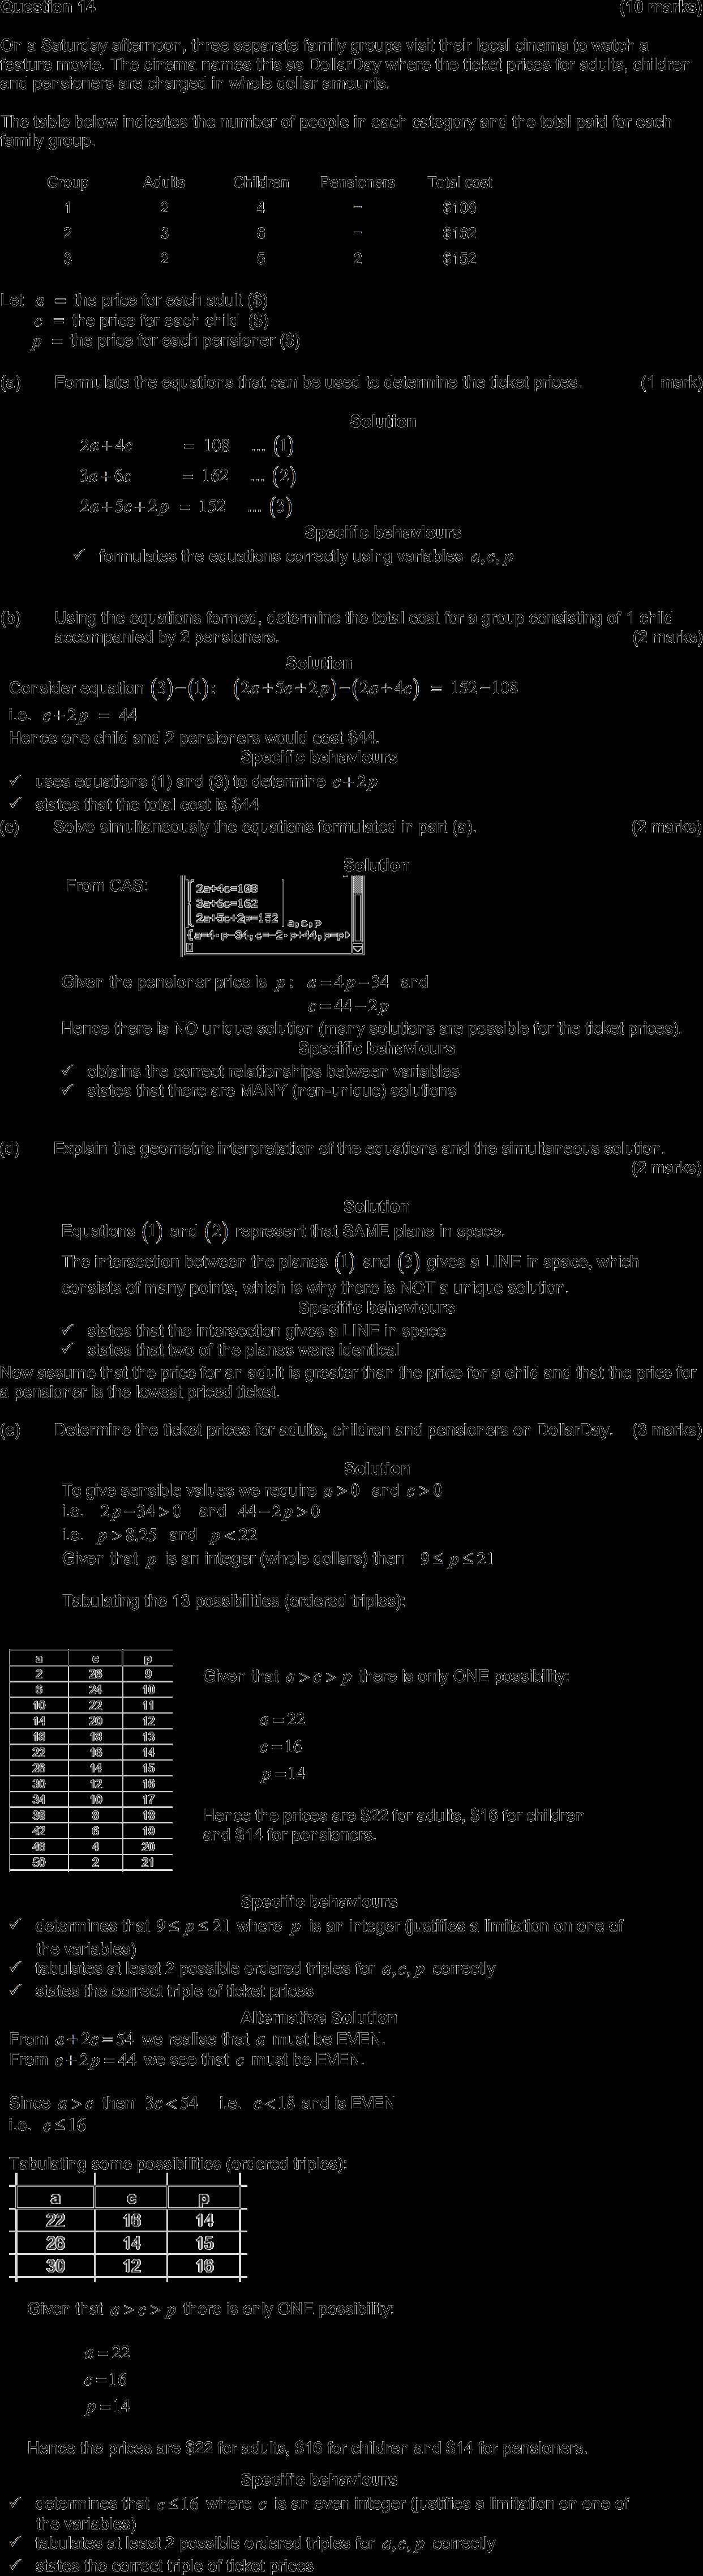 Question 14 (10 marks)
On a Saturday afternoon, three separate family groups visit their local cinema to watch a
feature movie. The cinema names this as DollarDay where the ticket prices for adults, children
and pensioners are charged in whole dollar amounts.
The table below indicates the number of people in each category and the total paid for each
family group.
Group Adults Children Pensioners Total cost
1 2 4 – $108
2 3 6 – $162
3 2 5 2 $152
Let a = the price for each adult ($)
c = the price for each child ($)
p = the price for each pensioner ($)
(a) Formulate the equations that can be used to determine the ticket prices. (1 mark)
Solution
2a+4c = 108 ... (1)
3a+6c = 162 ... (2)
2a+5c+2p = 152 ... (3)
Specific behaviours
✓ formulates the equations correctly using variables a,c,p
(b) Using the equations formed, determine the total cost for a group consisting of 1 child
accompanied by 2 pensioners. (2 marks)
Solution
Consider equation (3)−(1): (2a+5c+2p)−(2a+4c) = 152−108
i.e. c+2p = 44
Hence one child and 2 pensioners would cost $44.
Specific behaviours
✓ uses equations (1) and (3) to determine c+2p
✓ states that the total cost is $44
(c) Solve simultaneously the equations formulated in part (a). (2 marks)
Solution
From CAS:
2a+4c=108
3a+6c=162
2a+5c+2p=152 a,c,p
{a=4·p-34,c=-2·p+44,p=p}
Given the pensioner price is p: a=4p−34 and
c=44−2p
Hence there is NO unique solution (many solutions are possible for the ticket prices).
Specific behaviours
✓ obtains the correct relationships between variables
✓ states that there are MANY (non-unique) solutions
(d) Explain the geometric interpretation of the equations and the simultaneous solution.
(2 marks)
Solution
Equations (1) and (2) represent that SAME plane in space.
The intersection between the planes (1) and (3) gives a LINE in space, which
consists of many points, which is why there is NOT a unique solution.
Specific behaviours
✓ states that the intersection gives a LINE in space
✓ states that two of the planes were identical
Now assume that the price for an adult is greater than the price for a child and that the price for
a pensioner is the lowest priced ticket.
(e) Determine the ticket prices for adults, children and pensioners on DollarDay. (3 marks)
Solution
To give sensible values we require a>0 and c>0
i.e. 2p−34>0 and 44−2p>0
i.e. p>8.25 and p<22
Given that p is an integer (whole dollars) then 9≤p≤21
Tabulating the 13 possibilities (ordered triples):
a c p
2 26 9
6 24 10
10 22 11
14 20 12
18 18 13
22 16 14
26 14 15
30 12 16
34 10 17
38 8 18
42 6 19
46 4 20
50 2 21
Given that a>c>p there is only ONE possibility:
a=22
c=16
p=14
Hence the prices are $22 for adults, $16 for children
and $14 for pensioners.
Specific behaviours
✓ determines that 9≤p≤21 where p is an integer (justifies a limitation on one of
the variables)
✓ tabulates at least 2 possible ordered triples for a,c,p correctly
✓ states the correct triple of ticket prices
Alternative Solution
From a+2c=54 we realise that a must be EVEN.
From c+2p=44 we see that c must be EVEN.
Since a>c then 3c<54 i.e. c<18 and is EVEN
i.e. c≤16
Tabulating some possibilities (ordered triples):
a c p
22 16 14
26 14 15
30 12 16
Given that a>c>p there is only ONE possibility:
a=22
c=16
p=14
Hence the prices are $22 for adults, $16 for children and $14 for pensioners.
Specific behaviours
✓ determines that c≤16 where c is an even integer (justifies a limitation on one of
the variables)
✓ tabulates at least 2 possible ordered triples for a,c,p correctly
✓ states the correct triple of ticket prices